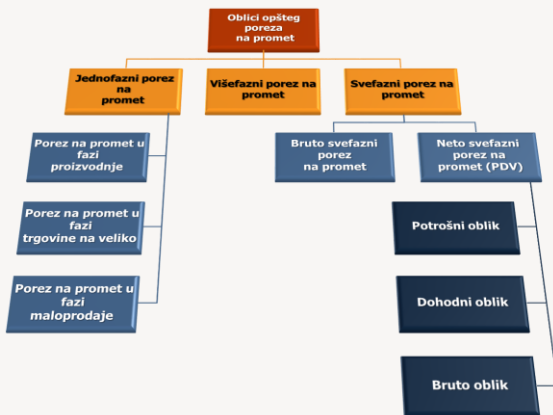 Oblici opšteg
poreza
na promet
Jednofazni porez
na
promet
Višefazni porez na
promet
Svefazni porez na
promet
Porez na promet u
fazi
proizvodnje
Porez na promet u
fazi
trgovine na veliko
Porez na promet u
fazi
maloprodaje
Bruto svefazni
porez
na promet
Neto svefazni
porez na
promet (PDV)
Potrošni oblik
Dohodni oblik
Bruto oblik